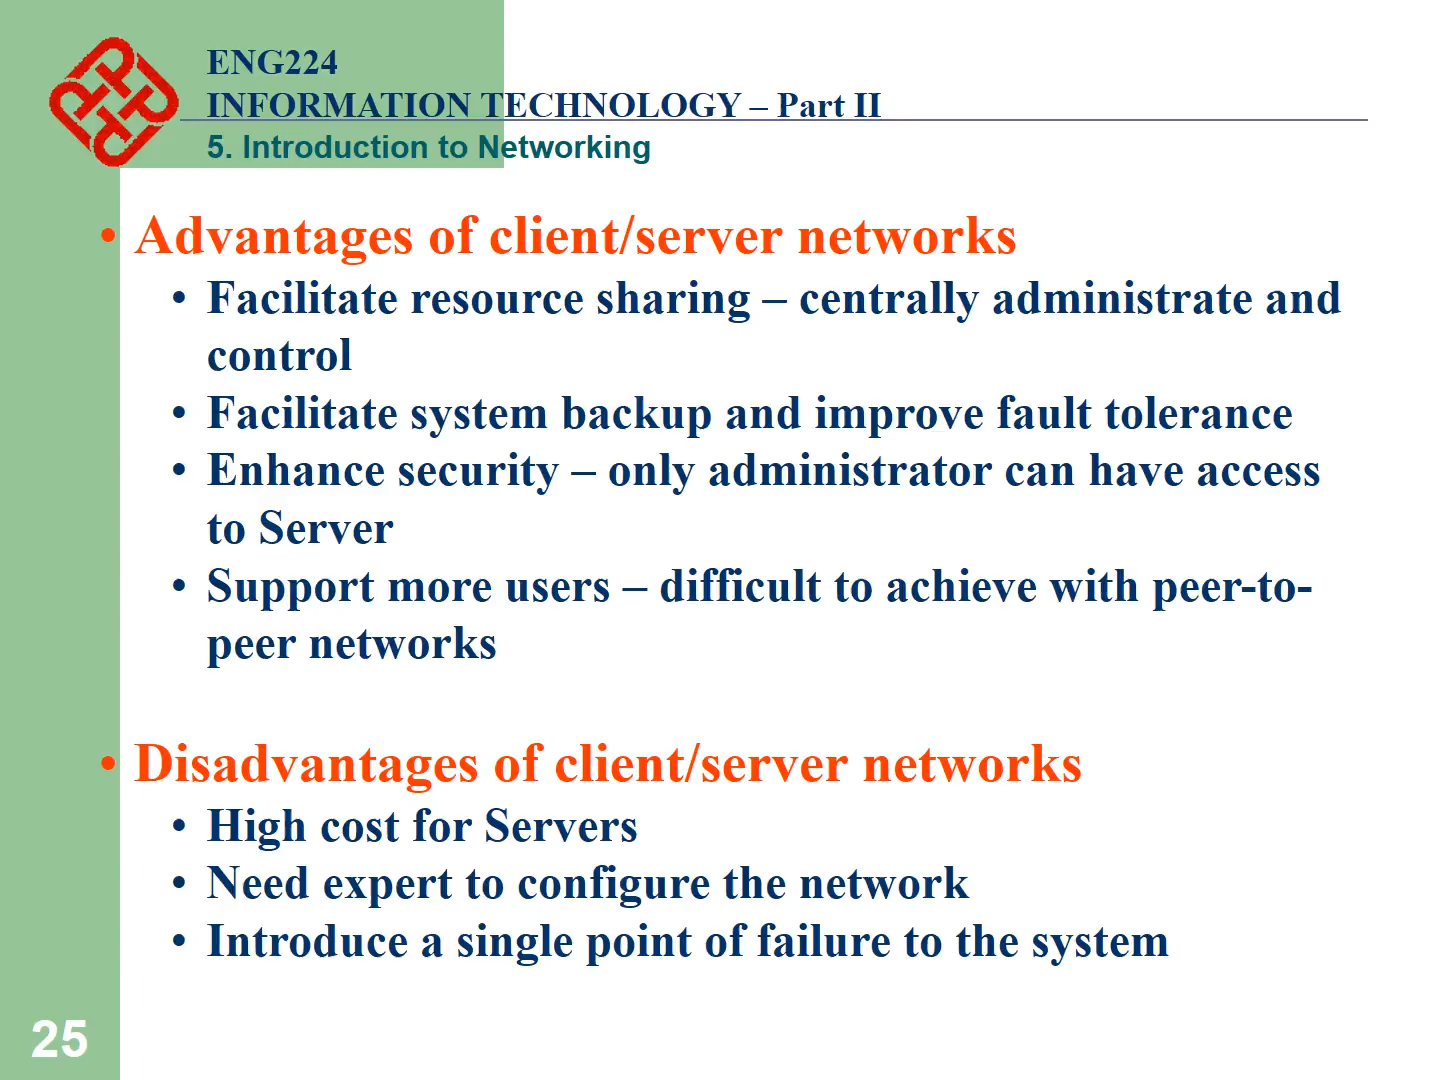 ENG224
INFORMATION TECHNOLOGY – Part II
5. Introduction to Networking
• Advantages of client/server networks
• Facilitate resource sharing – centrally administrate and
control
• Facilitate system backup and improve fault tolerance
• Enhance security – only administrator can have access
to Server
• Support more users – difficult to achieve with peer-to-
peer networks
• Disadvantages of client/server networks
• High cost for Servers
• Need expert to configure the network
• Introduce a single point of failure to the system
25